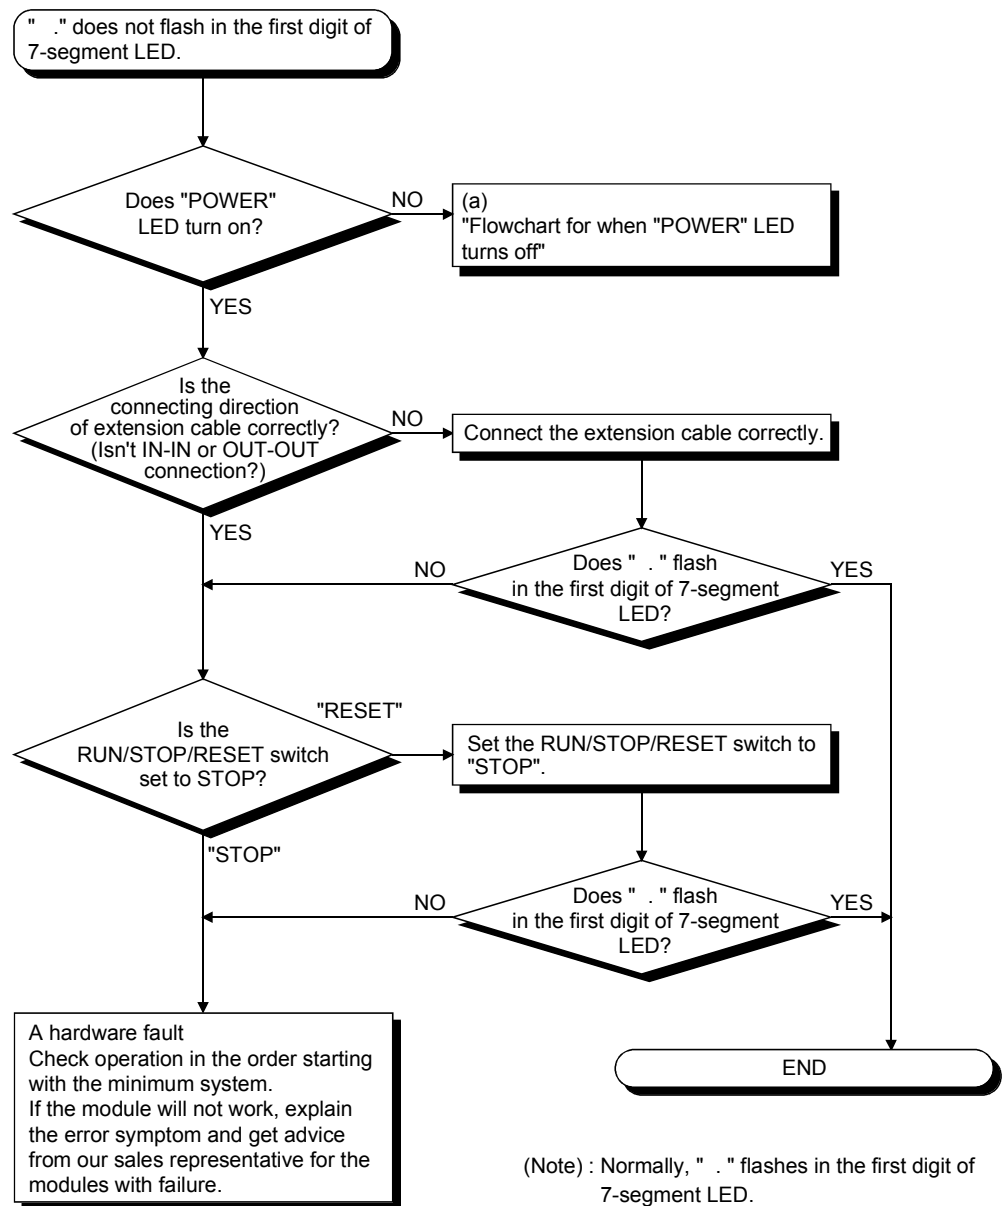 " ." does not flash in the first digit of
7-segment LED.
Does "POWER"
LED turn on?
NO
(a)
"Flowchart for when "POWER" LED
turns off"
YES
Is the
connecting direction
of extension cable correctly?
(Isn't IN-IN or OUT-OUT
connection?)
NO
Connect the extension cable correctly.
YES
NO
Does " . " flash
in the first digit of 7-segment
LED?
YES
Is the
RUN/STOP/RESET switch
set to STOP?
"RESET"
Set the RUN/STOP/RESET switch to
"STOP".
"STOP"
NO
Does " . " flash
in the first digit of 7-segment
LED?
YES
A hardware fault
Check operation in the order starting
with the minimum system.
If the module will not work, explain
the error symptom and get advice
from our sales representative for the
modules with failure.
END
(Note) : Normally, " . " flashes in the first digit of
7-segment LED.